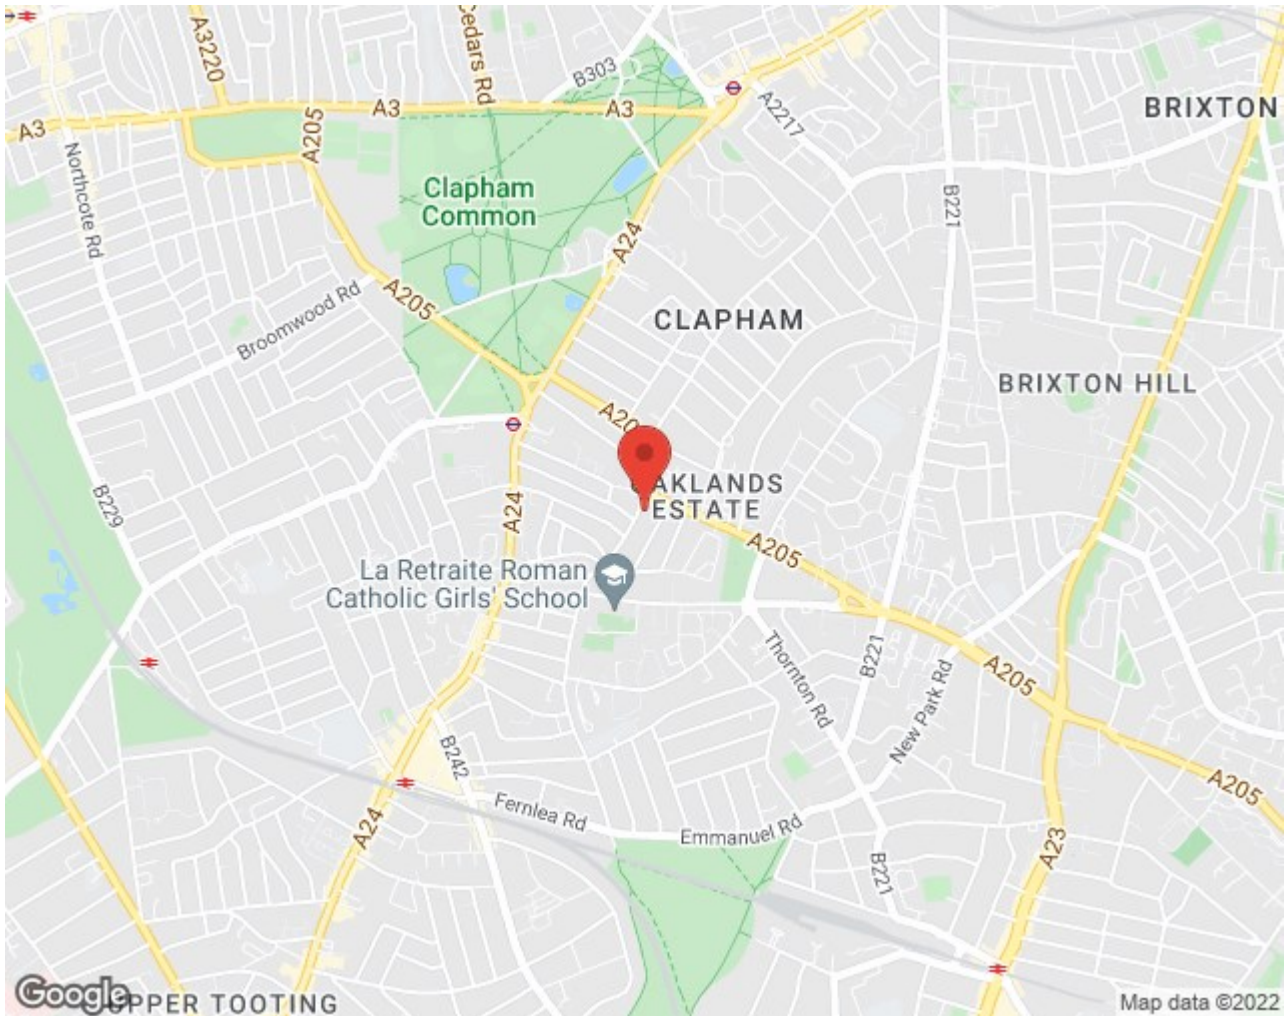 A3220
Cedars Rd
B303
A3
A3
A3
A205
A2217
BRIXTON
Northcote Rd
Clapham
Common
B221
A24
A205
Broomwood Rd
CLAPHAM
BRIXTON HILL
A20
B229
A24
OAKLANDS
ESTATE
A205
La Retraite Roman
Catholic Girls' School
Thornton Rd
B221
New Park Rd
A205
B242
A205
Fernlea Rd
Emmanuel Rd
A24
A23
B221
Google
UPPER TOOTING
Map data ©2022